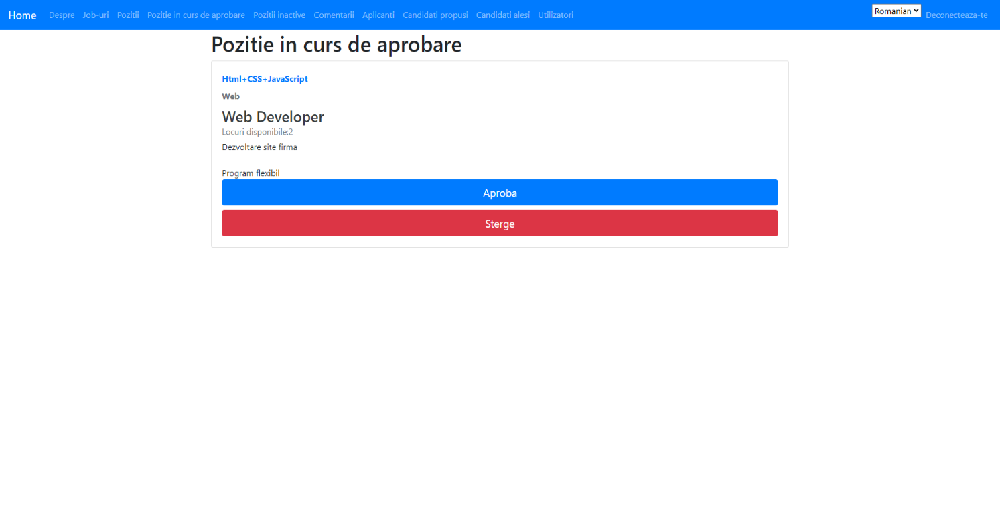 Home Despre Job-uri Pozitii Pozitie in curs de aprobare Pozitii inactive Comentarii Aplicanti Candidati propusi Candidati alesi Utilizatori Romanian Deconecteaza-te
Pozitie in curs de aprobare
Html+CSS+JavaScript
Web
Web Developer
Locuri disponibile:2
Dezvoltare site firma
Program flexibil
Aproba
Sterge